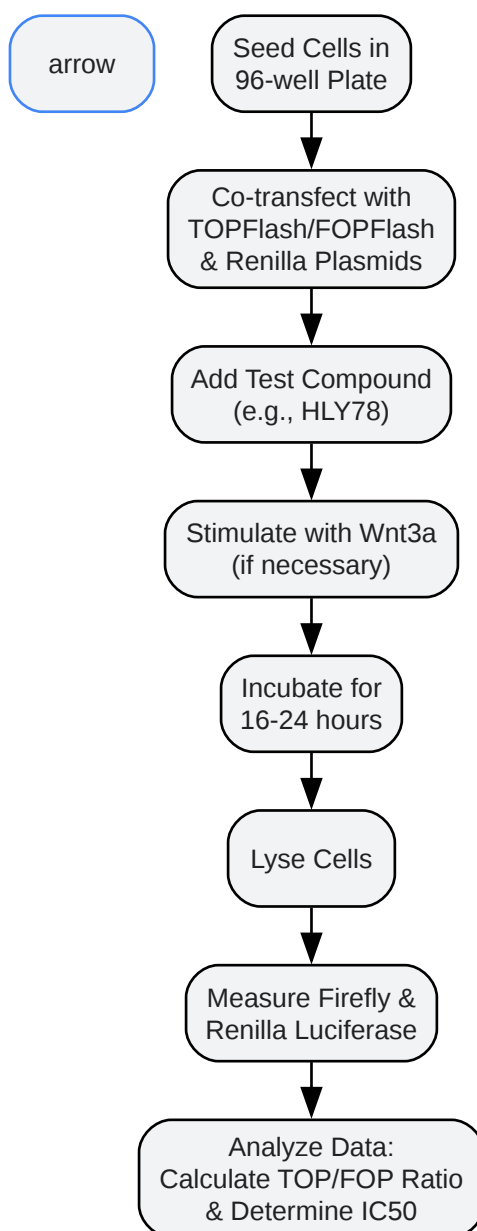 arrow
Seed Cells in
96-well Plate
Co-transfect with
TOPFlash/FOPFlash
& Renilla Plasmids
Add Test Compound
(e.g., HLY78)
Stimulate with Wnt3a
(if necessary)
Incubate for
16-24 hours
Lyse Cells
Measure Firefly &
Renilla Luciferase
Analyze Data:
Calculate TOP/FOP Ratio
& Determine IC50